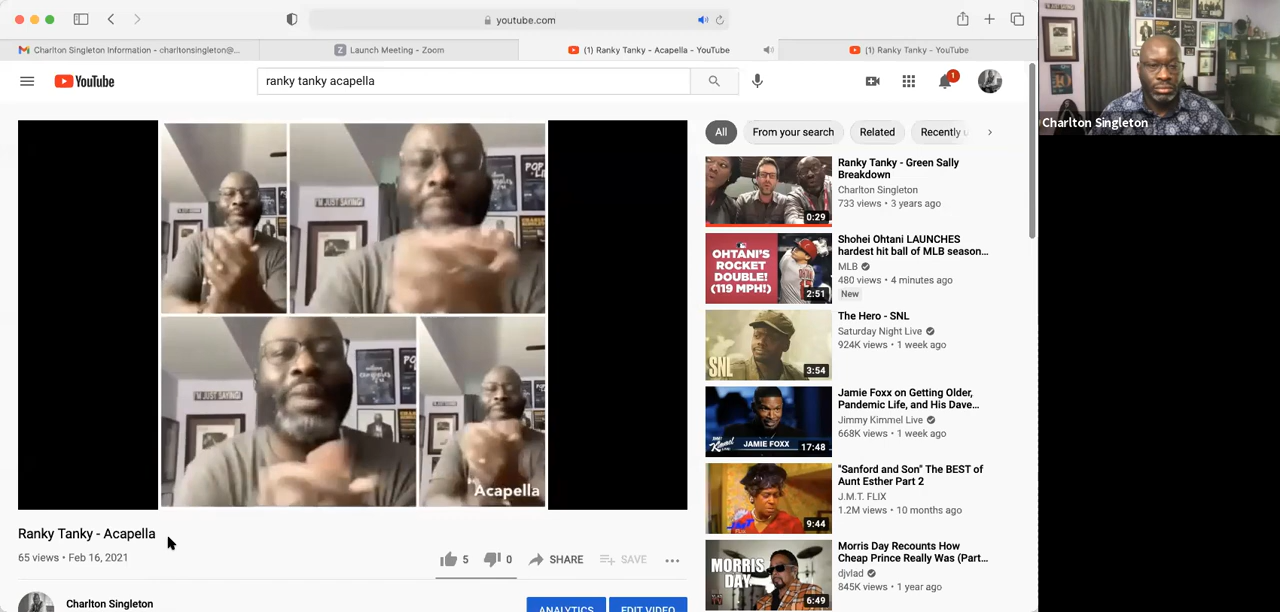 youtube.com
Charlton Singleton Information - charltonsingleton@...
Launch Meeting - Zoom
(1) Ranky Tanky - Acapella - YouTube
(1) Ranky Tanky - YouTube
YouTube
ranky tanky acapella
1
Charlton Singleton
All
From your search
Related
Recently u
I'M JUST SAYING!
I'M JUST SAYING!
I'M JUST SAYING!
I'M JUST SAYING!
Acapella
Ranky Tanky - Acapella
65 views • Feb 16, 2021
5
0
SHARE
SAVE
Charlton Singleton
ANALYTICS
EDIT VIDEO
Ranky Tanky - Green Sally
Breakdown
Charlton Singleton
733 views • 3 years ago
0:29
OHTANI'S
ROCKET
DOUBLE!
(119 MPH!)
2:51
Shohei Ohtani LAUNCHES
hardest hit ball of MLB season...
MLB
480 views • 4 minutes ago
New
SNL
3:54
The Hero - SNL
Saturday Night Live
924K views • 1 week ago
JAMIE FOXX
17:48
Jamie Foxx on Getting Older,
Pandemic Life, and His Dave...
Jimmy Kimmel Live
668K views • 1 week ago
JMT
9:44
"Sanford and Son" The BEST of
Aunt Esther Part 2
J.M.T. FLIX
1.2M views • 10 months ago
MORRIS
DAY
6:49
Morris Day Recounts How
Cheap Prince Really Was (Part...
djvlad
845K views • 1 year ago